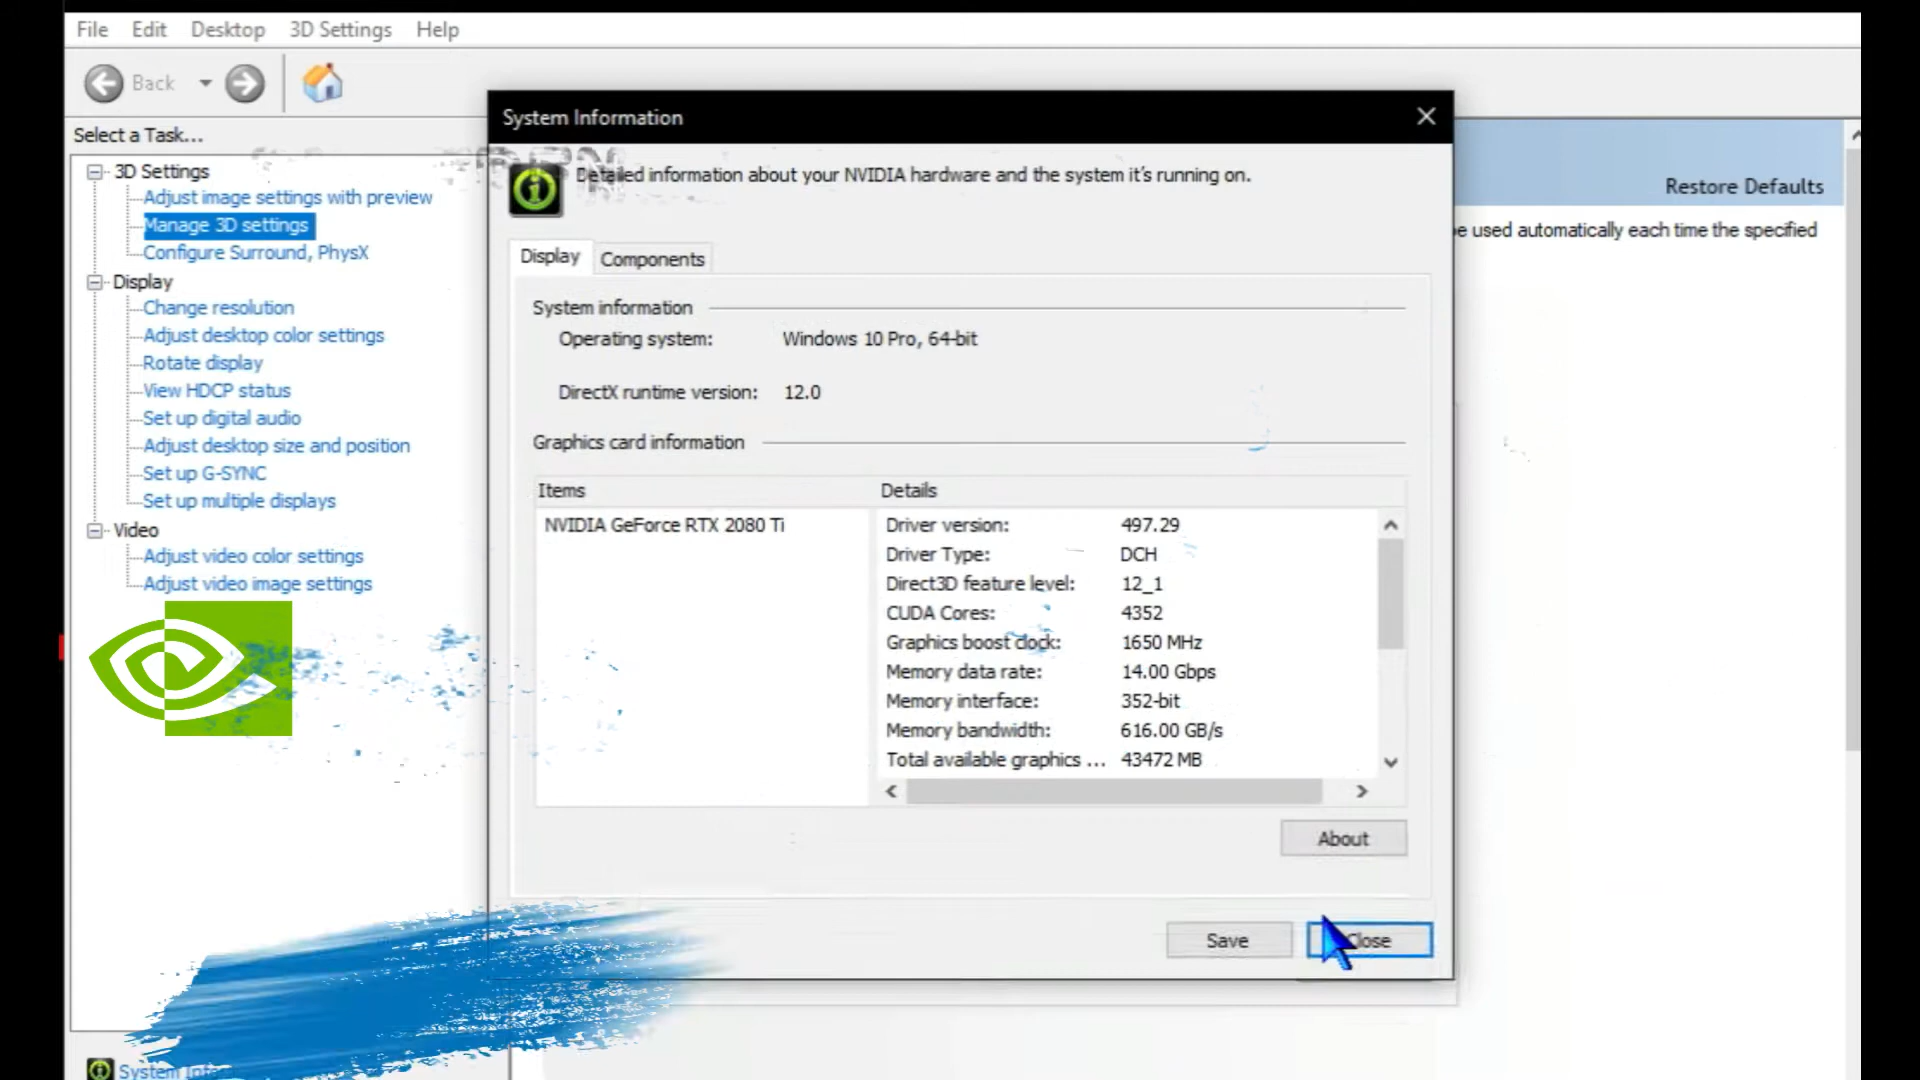 File Edit Desktop 3D Settings Help
Back
Select a Task...
3D Settings
Adjust image settings with preview
Manage 3D settings
Configure Surround, PhysX
Display
Change resolution
Adjust desktop color settings
Rotate display
View HDCP status
Set up digital audio
Adjust desktop size and position
Set up G-SYNC
Set up multiple displays
Video
Adjust video color settings
Adjust video image settings
System
System Information
Detailed information about your NVIDIA hardware and the system it's running on.
Display Components
System information
Operating system: Windows 10 Pro, 64-bit
DirectX runtime version: 12.0
Graphics card information
Items Details
NVIDIA GeForce RTX 2080 Ti
Driver version: 497.29
Driver Type: DCH
Direct3D feature level: 12_1
CUDA Cores: 4352
Graphics boost clock: 1650 MHz
Memory data rate: 14.00 Gbps
Memory interface: 352-bit
Memory bandwidth: 616.00 GB/s
Total available graphics ... 43472 MB
About
Save Close
Restore Defaults
used automatically each time the specified